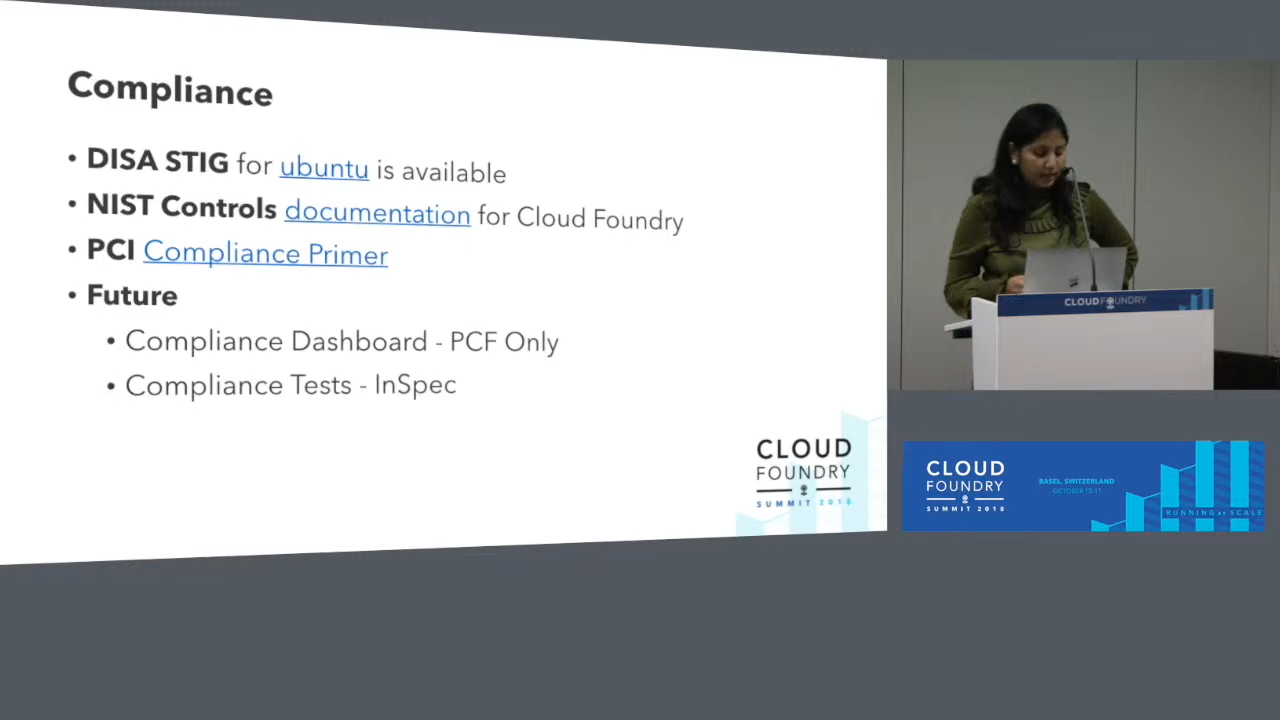 Compliance
• DISA STIG for ubuntu is available
• NIST Controls documentation for Cloud Foundry
• PCI Compliance Primer
• Future
• Compliance Dashboard - PCF Only
• Compliance Tests - InSpec
CLOUD
FOUNDRY
SUMMIT 2018
CLOUD FOUNDRY
CLOUD
FOUNDRY
SUMMIT 2018
BASEL, SWITZERLAND
OCTOBER 10-11
RUNNING at SCALE